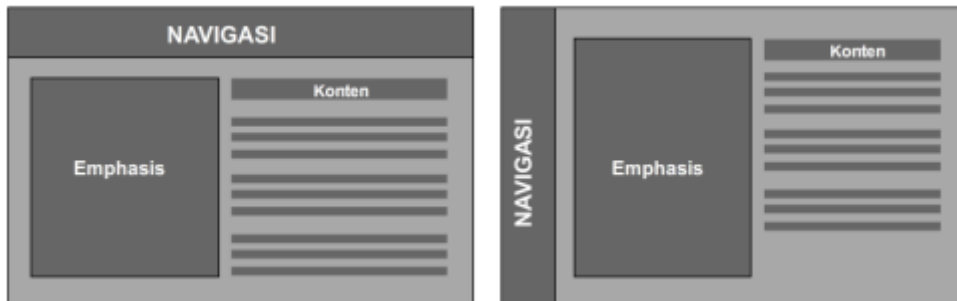 NAVIGASI
Konten
Emphasis
NAVIGASI
Konten
Emphasis